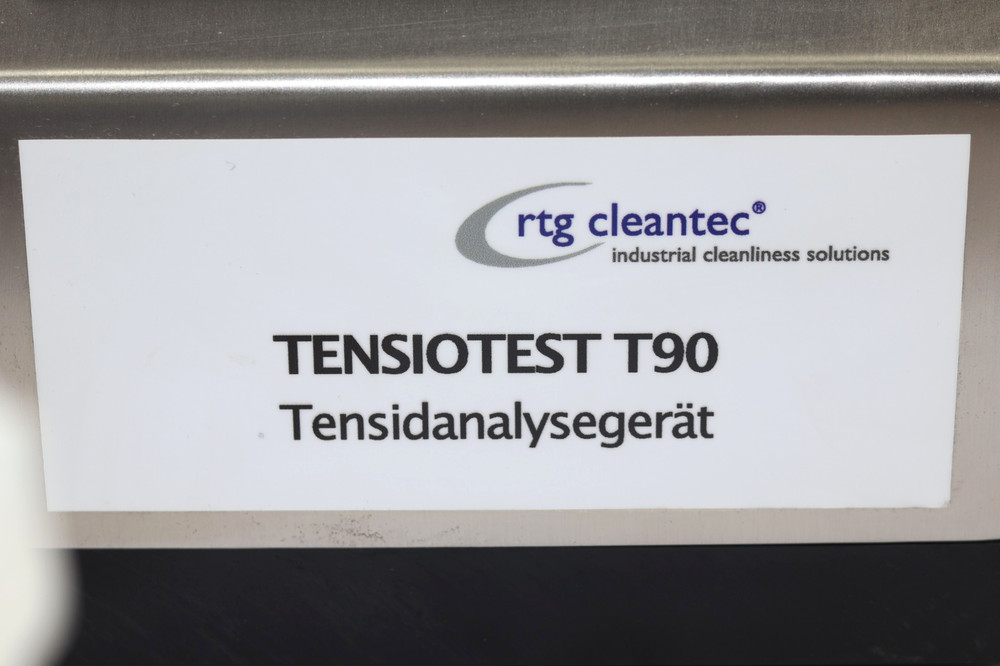 rtg cleantec®
industrial cleanliness solutions
TENSIOTEST T90
Tensidanalysegerät